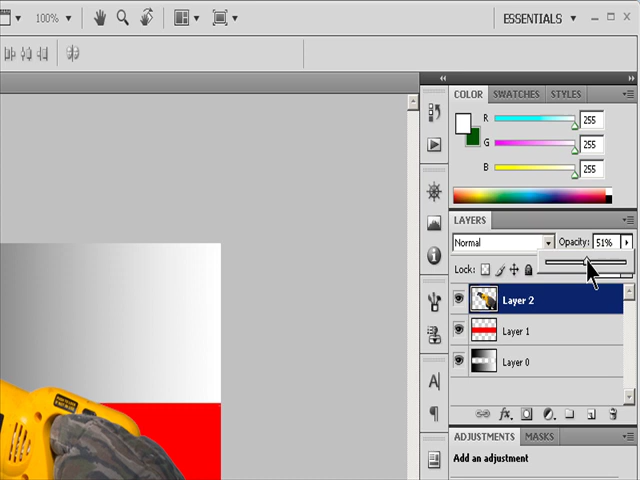 100%
ESSENTIALS
COLOR SWATCHES STYLES
R 255
G 255
B 255
LAYERS
Normal Opacity: 51%
Lock:
Layer 2
Layer 1
Layer 0
ADJUSTMENTS MASKS
Add an adjustment